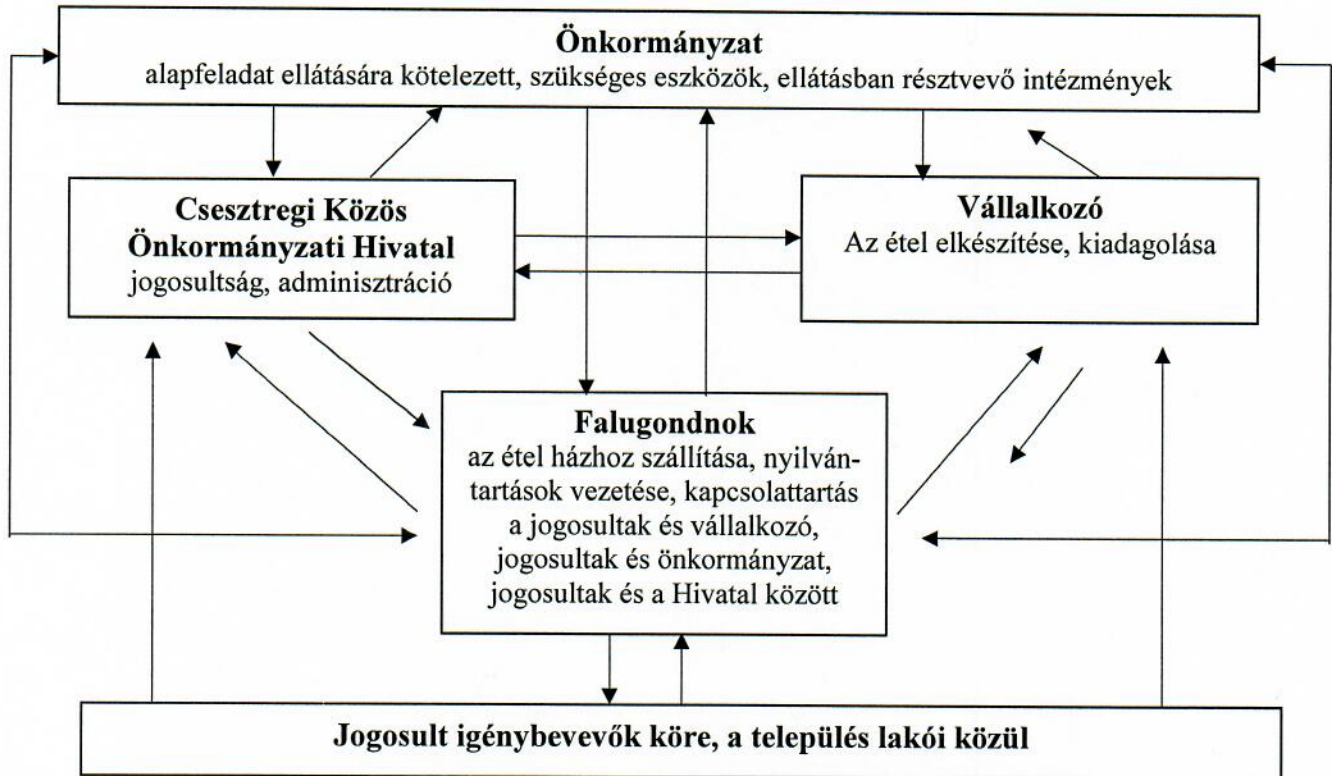 Önkormányzat
alapfeladat ellátására kötelezett, szükséges eszközök, ellátásban résztvevő intézmények
Csesztregi Közös
Önkormányzati Hivatal
jogosultság, adminisztráció
Vállalkozó
Az étel elkészítése, kiadagolása
Falugondnok
az étel házhoz szállítása, nyilván-
tartások vezetése, kapcsolattartás
a jogosultak és vállalkozó,
jogosultak és önkormányzat,
jogosultak és a Hivatal között
Jogosult igénybevevők köre, a település lakói közül